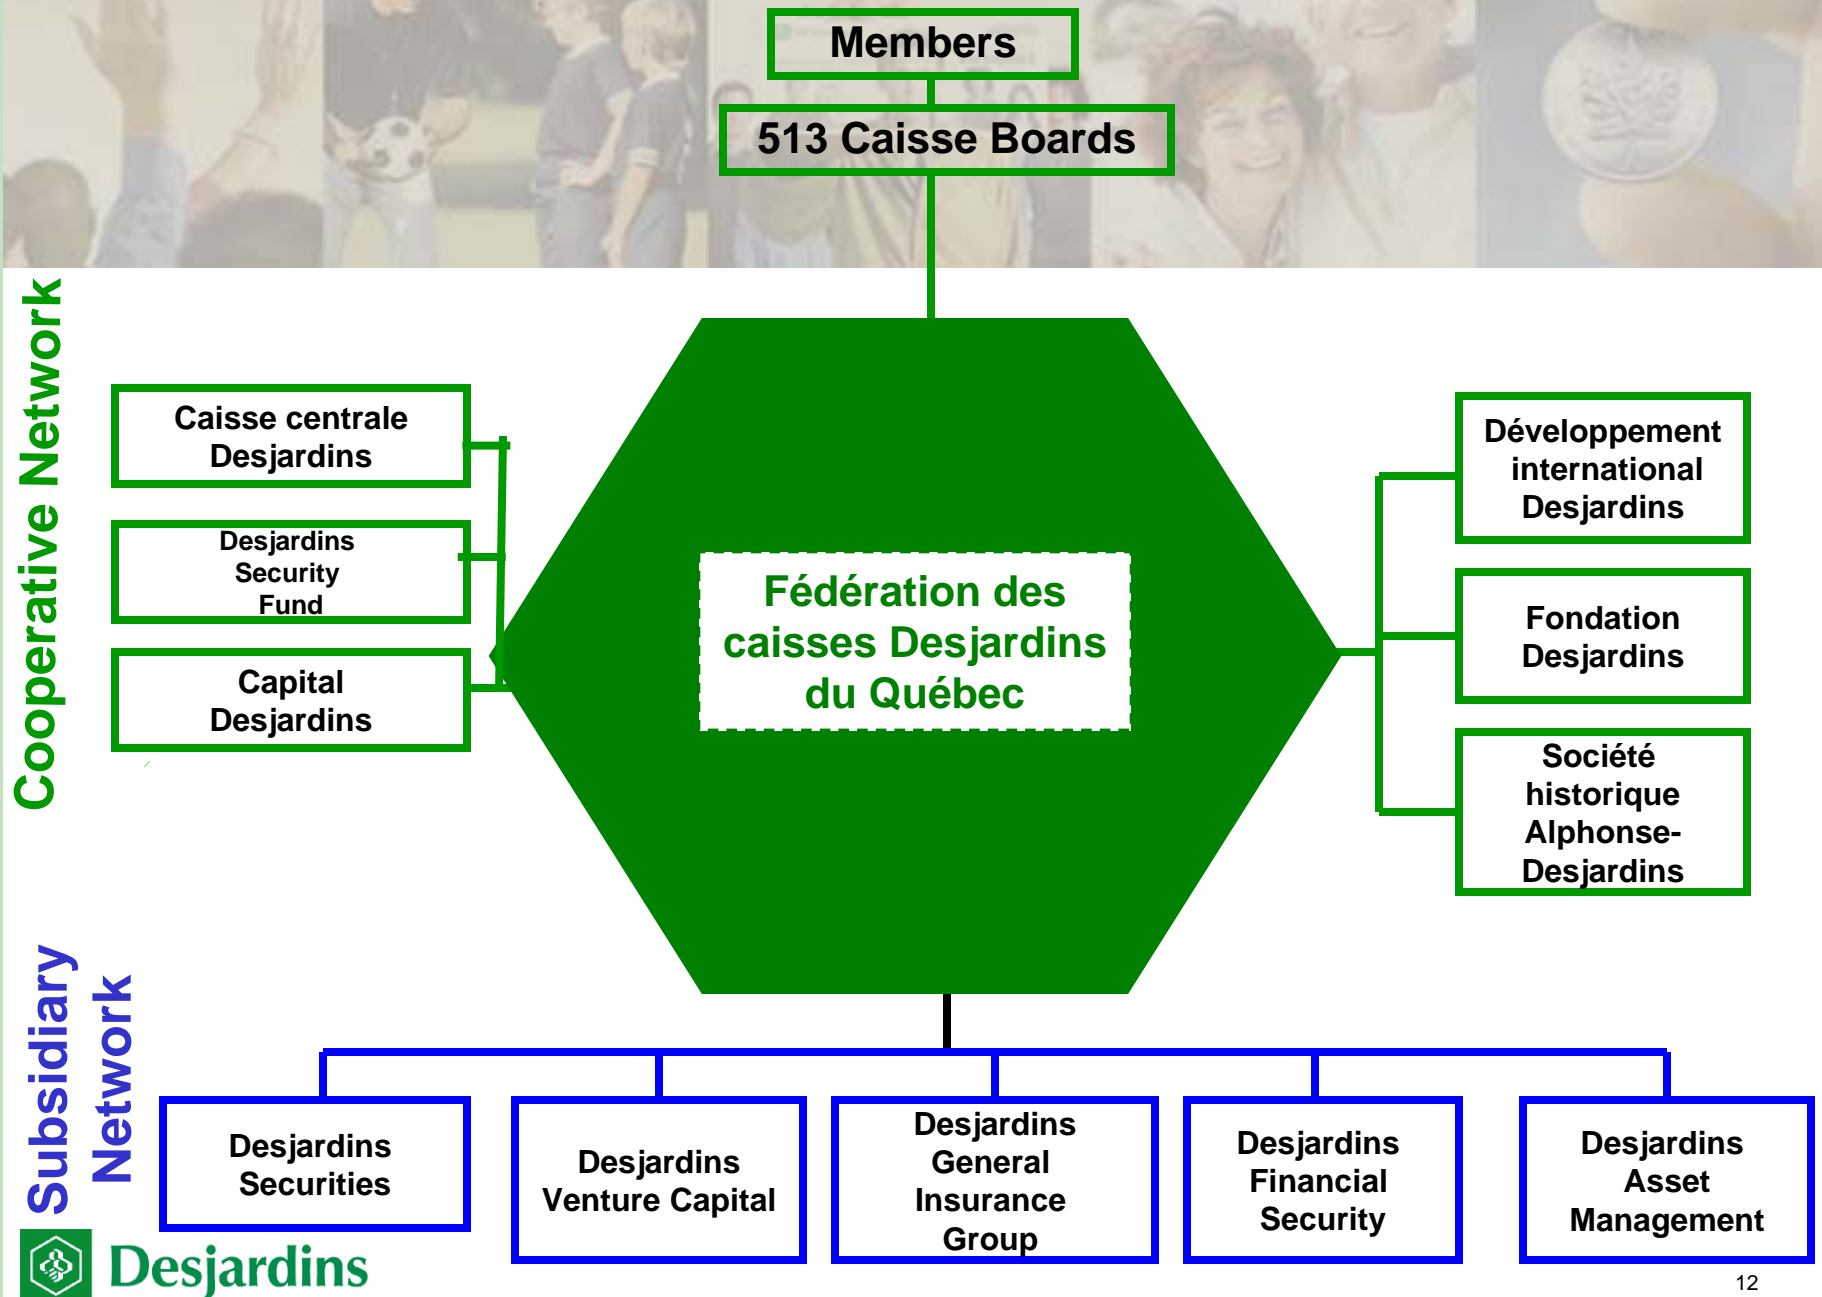 Members
513 Caisse Boards
Cooperative Network
Caisse centrale
Desjardins
Desjardins
Security
Fund
Capital
Desjardins
Fédération des
caisses Desjardins
du Québec
Développement
international
Desjardins
Fondation
Desjardins
Société
historique
Alphonse-
Desjardins
Subsidiary
Network
Desjardins
Securities
Desjardins
Venture Capital
Desjardins
General
Insurance
Group
Desjardins
Financial
Security
Desjardins
Asset
Management
Desjardins
12